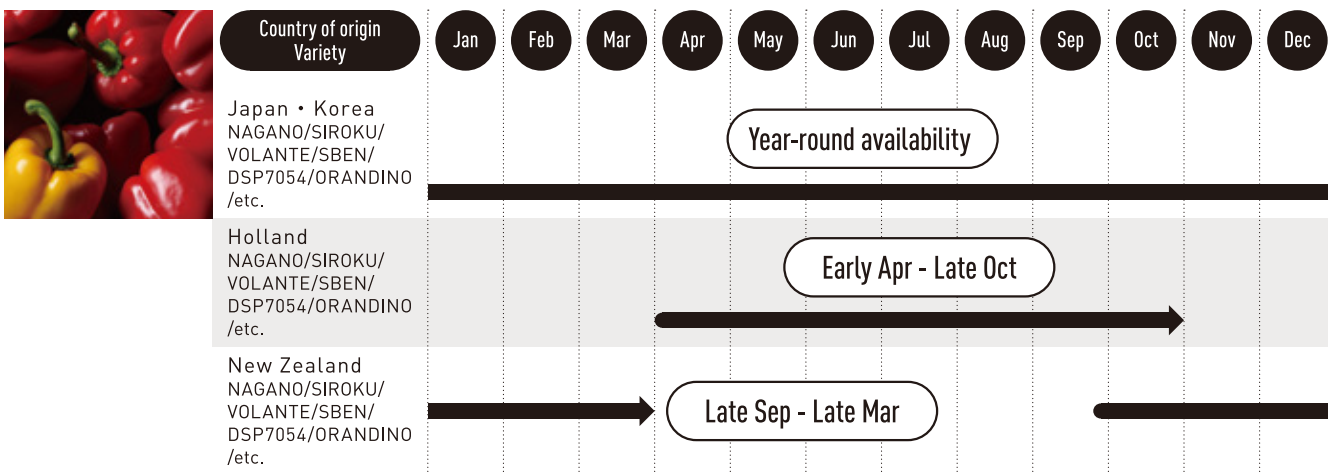 Country of origin
Variety
Jan
Feb
Mar
Apr
May
Jun
Jul
Aug
Sep
Oct
Nov
Dec
Japan・Korea
NAGANO/SIROKU/
VOLANTE/SBEN/
DSP7054/ORANDINO
/etc.
Year-round availability
Holland
NAGANO/SIROKU/
VOLANTE/SBEN/
DSP7054/ORANDINO
/etc.
Early Apr - Late Oct
New Zealand
NAGANO/SIROKU/
VOLANTE/SBEN/
DSP7054/ORANDINO
/etc.
Late Sep - Late Mar